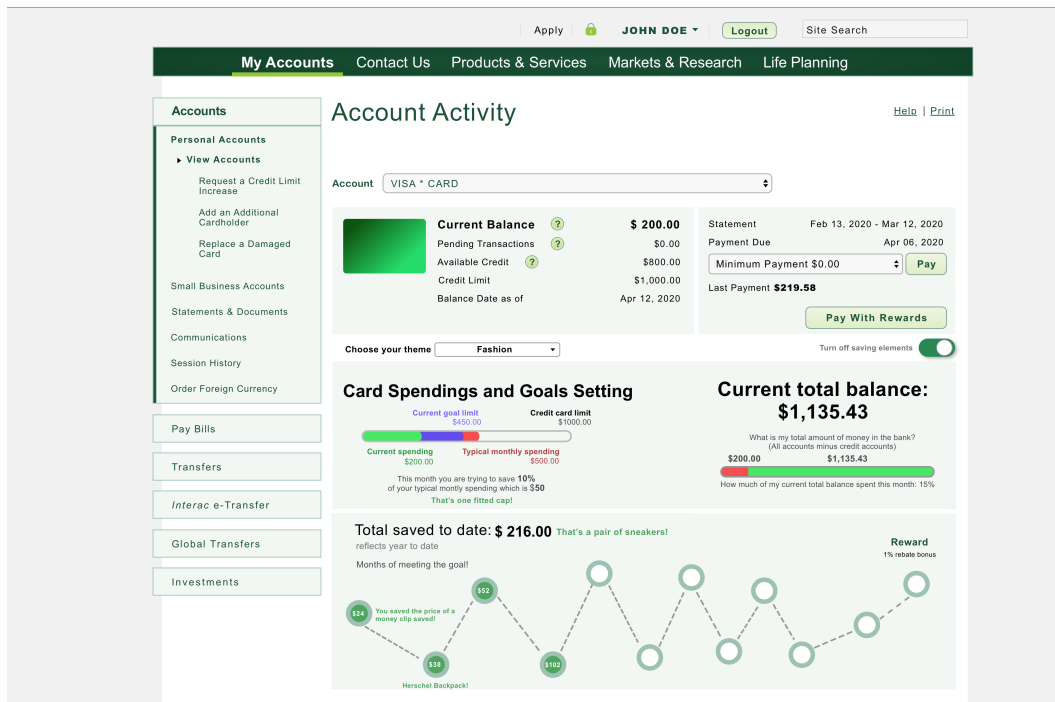 Apply
JOHN DOE
Logout
Site Search
My Accounts
Contact Us
Products & Services
Markets & Research
Life Planning
Accounts
Personal Accounts
View Accounts
Request a Credit Limit
Increase
Add an Additional
Cardholder
Replace a Damaged
Card
Small Business Accounts
Statements & Documents
Communications
Session History
Order Foreign Currency
Pay Bills
Transfers
Interac e-Transfer
Global Transfers
Investments
Account Activity
Help | Print
Account
VISA * CARD
Current Balance ? $ 200.00
Pending Transactions ? $0.00
Available Credit ? $800.00
Credit Limit $1,000.00
Balance Date as of Apr 12, 2020
Statement Feb 13, 2020 - Mar 12, 2020
Payment Due Apr 06, 2020
Minimum Payment $0.00
Pay
Last Payment $219.58
Pay With Rewards
Choose your theme
Fashion
Turn off saving elements
Card Spendings and Goals Setting
Current goal limit
$450.00
Credit card limit
$1000.00
Current spending
$200.00
Typical monthly spending
$500.00
This month you are trying to save 10%
of your typical montly spending which is $50
That's one fitted cap!
Current total balance:
$1,135.43
What is my total amount of money in the bank?
(All accounts minus credit accounts)
$200.00 $1,135.43
How much of my current total balance spent this month: 15%
Total saved to date: $ 216.00 That's a pair of sneakers!
reflects year to date
Months of meeting the goal!
Reward
1% rebate bonus
$24
You saved the price of a
money clip saved!
$38
Herschel Backpack!
$52
$102